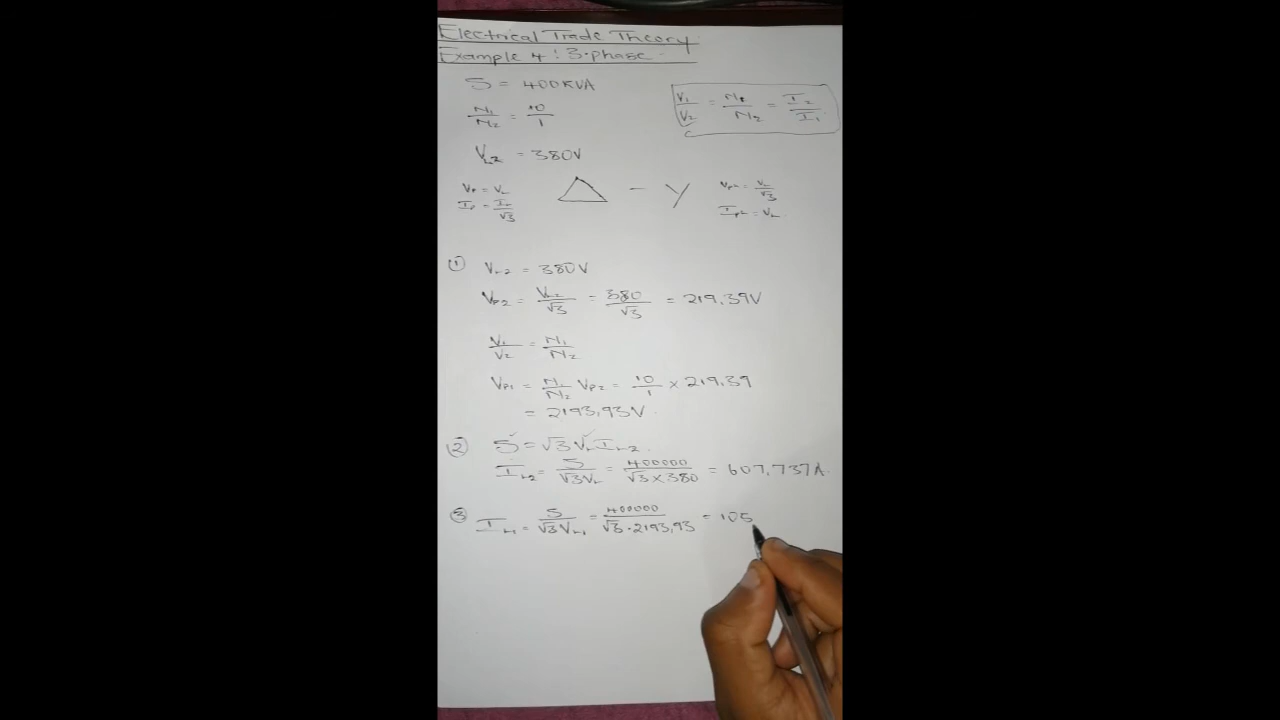 Electrical Trade Theory
Example 4 : 3-phase
S = 400KVA
V₁/V₂ = N₁/N₂ = I₂/I₁
N₁/N₂ = 10/1
V_L2 = 380V
V_P = V_L
I_P = I_L/√3
△ - Y
V_P2 = V_L/√3
I_P2 = V_L
① V_L2 = 380V
V_P2 = V_L2/√3 = 380/√3 = 219,39V
V₁/V₂ = N₁/N₂
V_P1 = N₁/N₂ V_P2 = 10/1 × 219,39
= 2193,93V
② S = √3 V_L I_L2
I_L2 = S/√3V_L = 400000/√3×380 = 607,737A
③ I_L1 = S/√3V_L1 = 400000/√3·2193,93 = 105